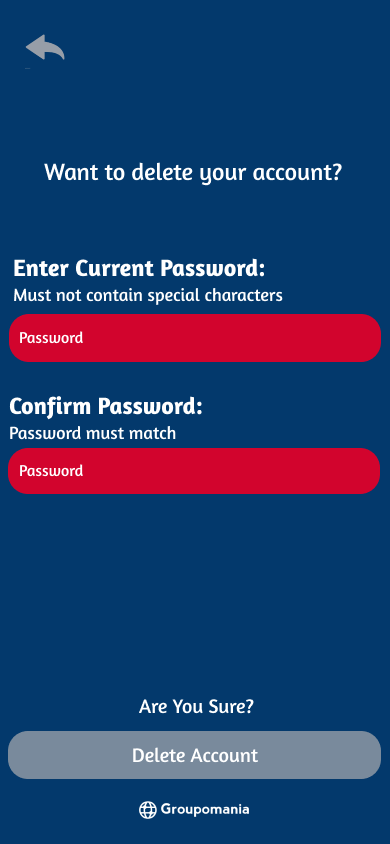 Want to delete your account?
Enter Current Password:
Must not contain special characters
Password
Confirm Password:
Password must match
Password
Are You Sure?
Delete Account
Groupomania